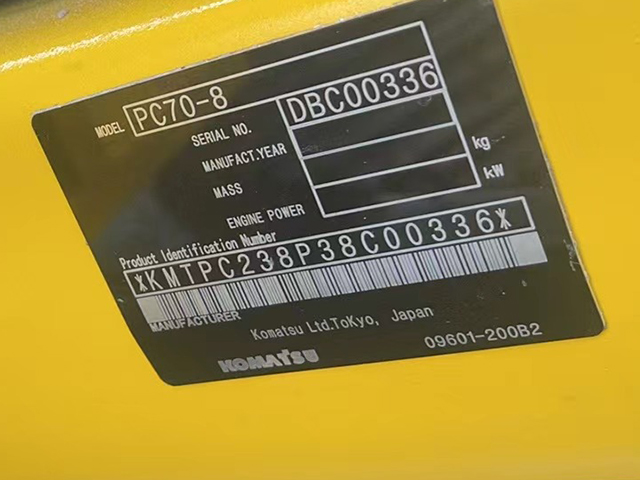 MODEL PC70-8
SERIAL NO. DBC00336
MANUFACT.YEAR
MASS kg
ENGINE POWER kW
Product Identification Number
*KMTPC238P38C00336*
MANUFACTURER
Komatsu Ltd.ToKyo, Japan
KOMATSU 09601-200B2